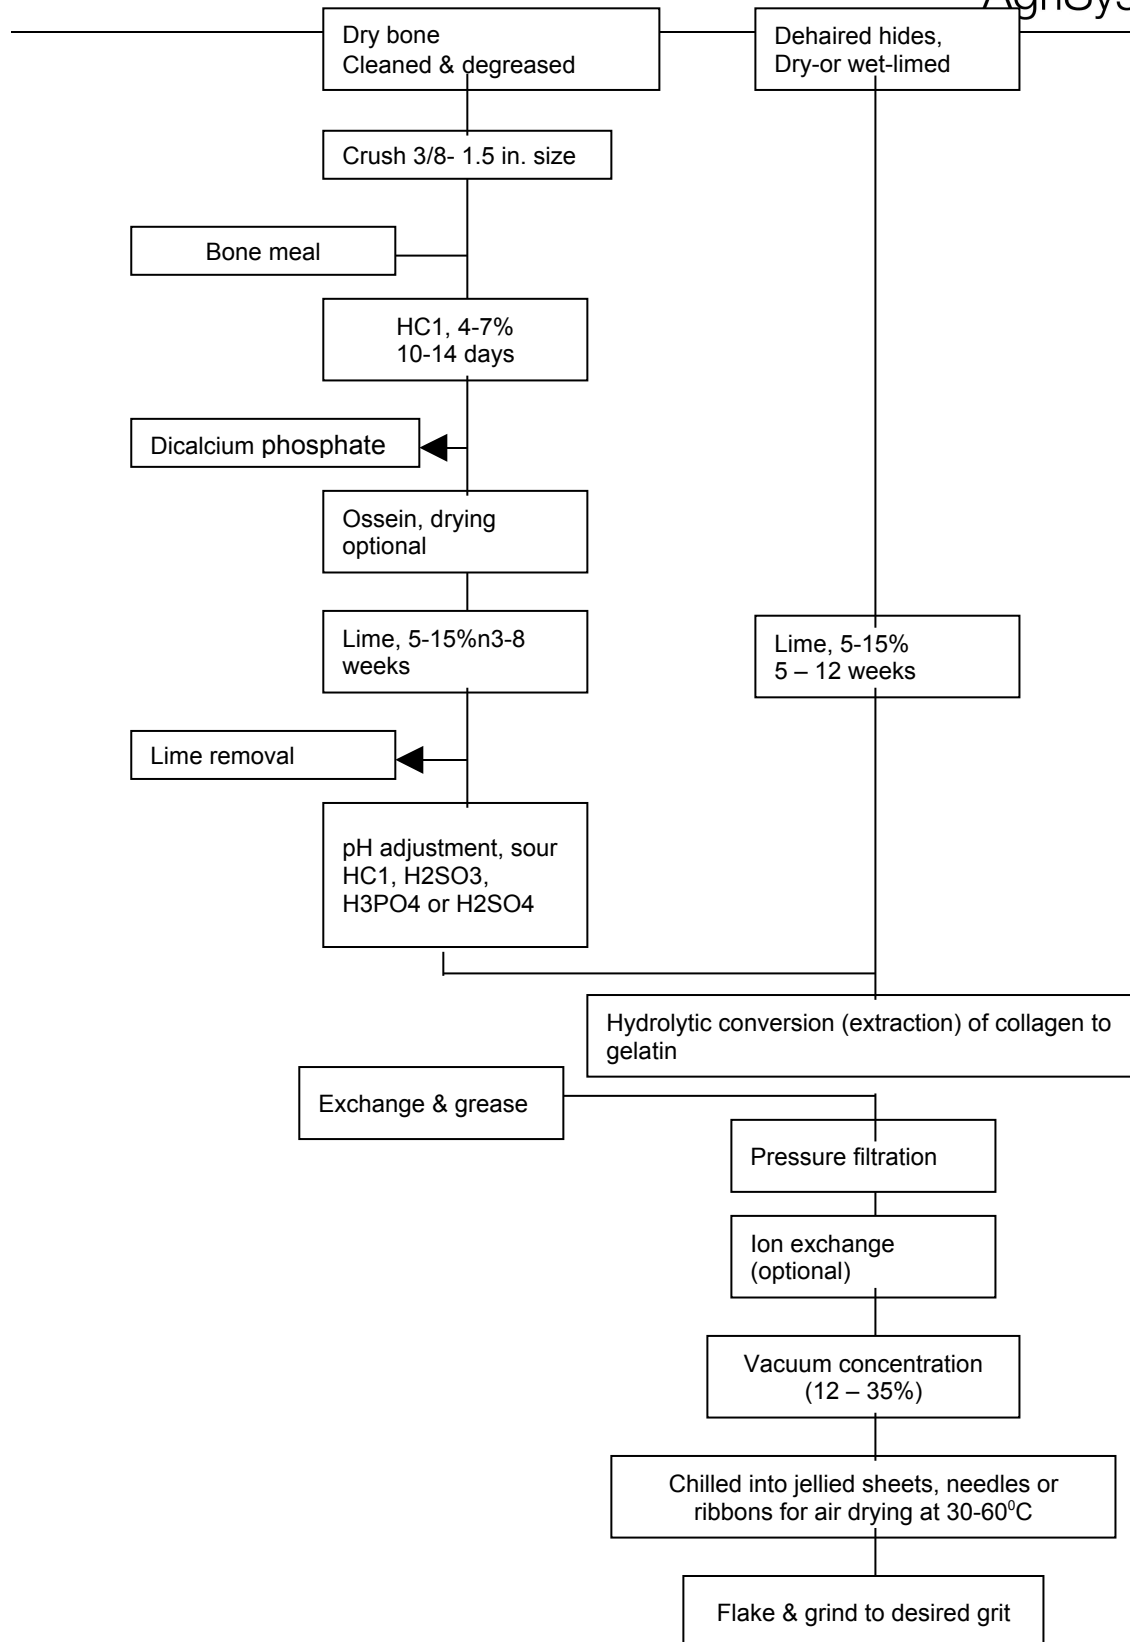 Dry bone
Cleaned & degreased
Dehaired hides,
Dry-or wet-limed
Crush 3/8- 1.5 in. size
Bone meal
HC1, 4-7%
10-14 days
Dicalcium phosphate
Ossein, drying
optional
Lime, 5-15%n3-8
weeks
Lime, 5-15%
5 – 12 weeks
Lime removal
pH adjustment, sour
HC1, H2SO3,
H3PO4 or H2SO4
Hydrolytic conversion (extraction) of collagen to
gelatin
Exchange & grease
Pressure filtration
Ion exchange
(optional)
Vacuum concentration
(12 – 35%)
Chilled into jellied sheets, needles or
ribbons for air drying at 30-60⁰C
Flake & grind to desired grit